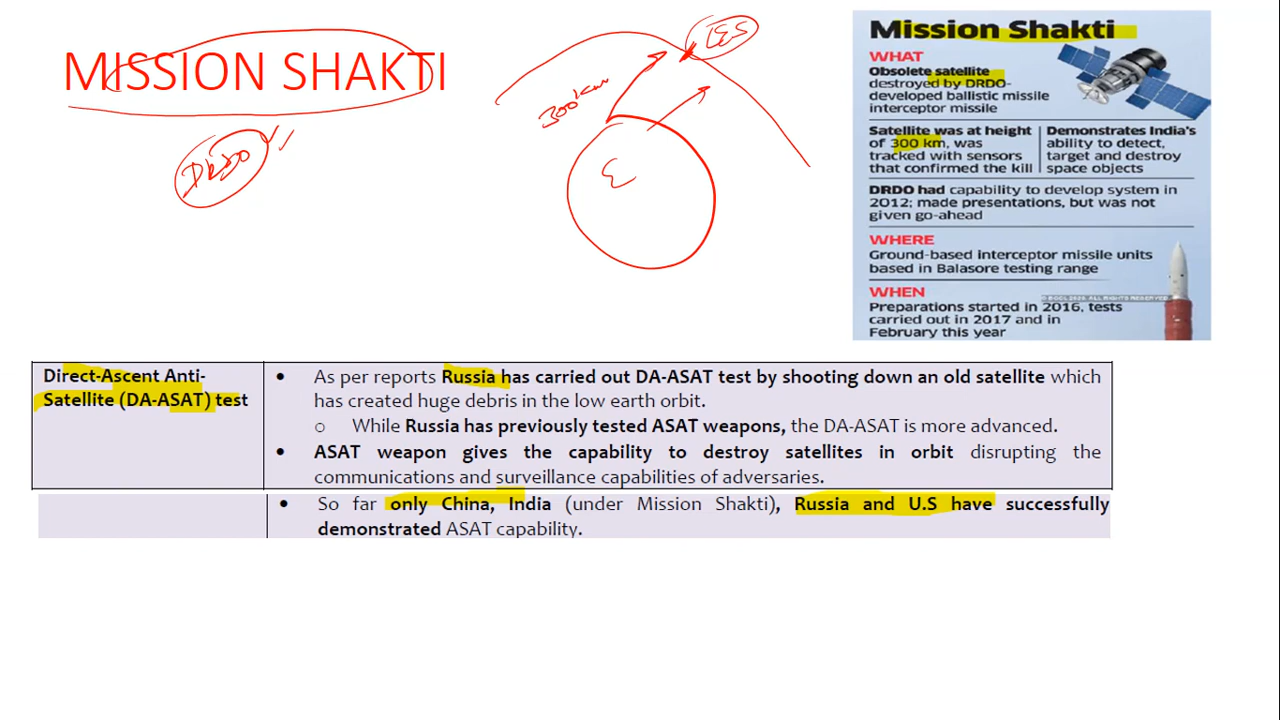 MISSION SHAKTI
DRDO
300km
E
Mission Shakti
WHAT
Obsolete satellite
destroyed by DRDO-
developed ballistic missile
interceptor missile
Satellite was at height
of 300 km, was
tracked with sensors
that confirmed the kill
Demonstrates India's
ability to detect,
target and destroy
space objects
DRDO had capability to develop system in
2012; made presentations, but was not
given go-ahead
WHERE
Ground-based interceptor missile units
based in Balasore testing range
WHEN
Preparations started in 2016, tests
carried out in 2017 and in
February this year
Direct-Ascent Anti-
Satellite (DA-ASAT) test
• As per reports Russia has carried out DA-ASAT test by shooting down an old satellite which
has created huge debris in the low earth orbit.
o While Russia has previously tested ASAT weapons, the DA-ASAT is more advanced.
• ASAT weapon gives the capability to destroy satellites in orbit disrupting the
communications and surveillance capabilities of adversaries.
• So far only China, India (under Mission Shakti), Russia and U.S have successfully
demonstrated ASAT capability.